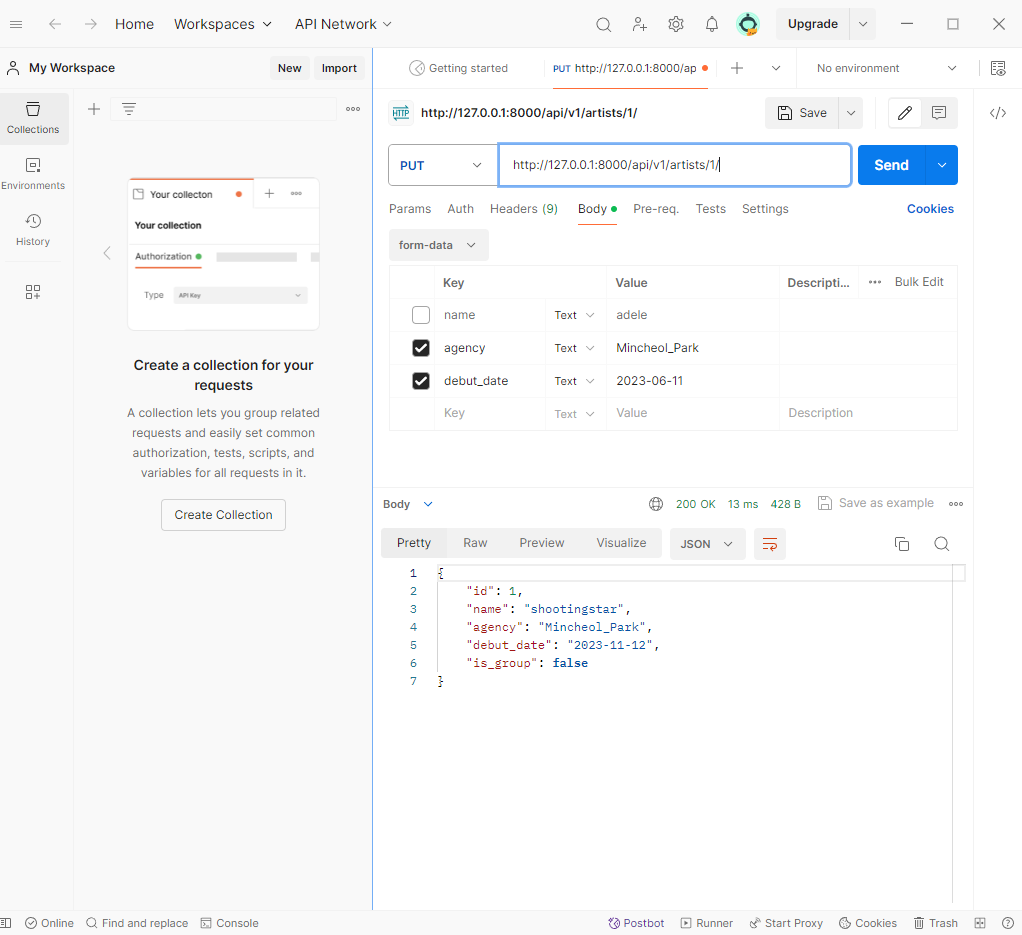 Home Workspaces API Network Upgrade
My Workspace New Import
Getting started PUT http://127.0.0.1:8000/ap No environment
Collections
Environments
History
Your collecton
Your collection
Authorization
Type API Key
Create a collection for your
requests
A collection lets you group related
requests and easily set common
authorization, tests, scripts, and
variables for all requests in it.
Create Collection
HTTP http://127.0.0.1:8000/api/v1/artists/1/ Save
PUT http://127.0.0.1:8000/api/v1/artists/1/ Send
Params Auth Headers (9) Body Pre-req. Tests Settings Cookies
form-data
Key Value Descripti... Bulk Edit
name Text adele
agency Text Mincheol_Park
debut_date Text 2023-06-11
Key Text Value Description
Body 200 OK 13 ms 428 B Save as example
Pretty Raw Preview Visualize JSON
1 {
2 "id": 1,
3 "name": "shootingstar",
4 "agency": "Mincheol_Park",
5 "debut_date": "2023-11-12",
6 "is_group": false
7 }
Online Find and replace Console Postbot Runner Start Proxy Cookies Trash